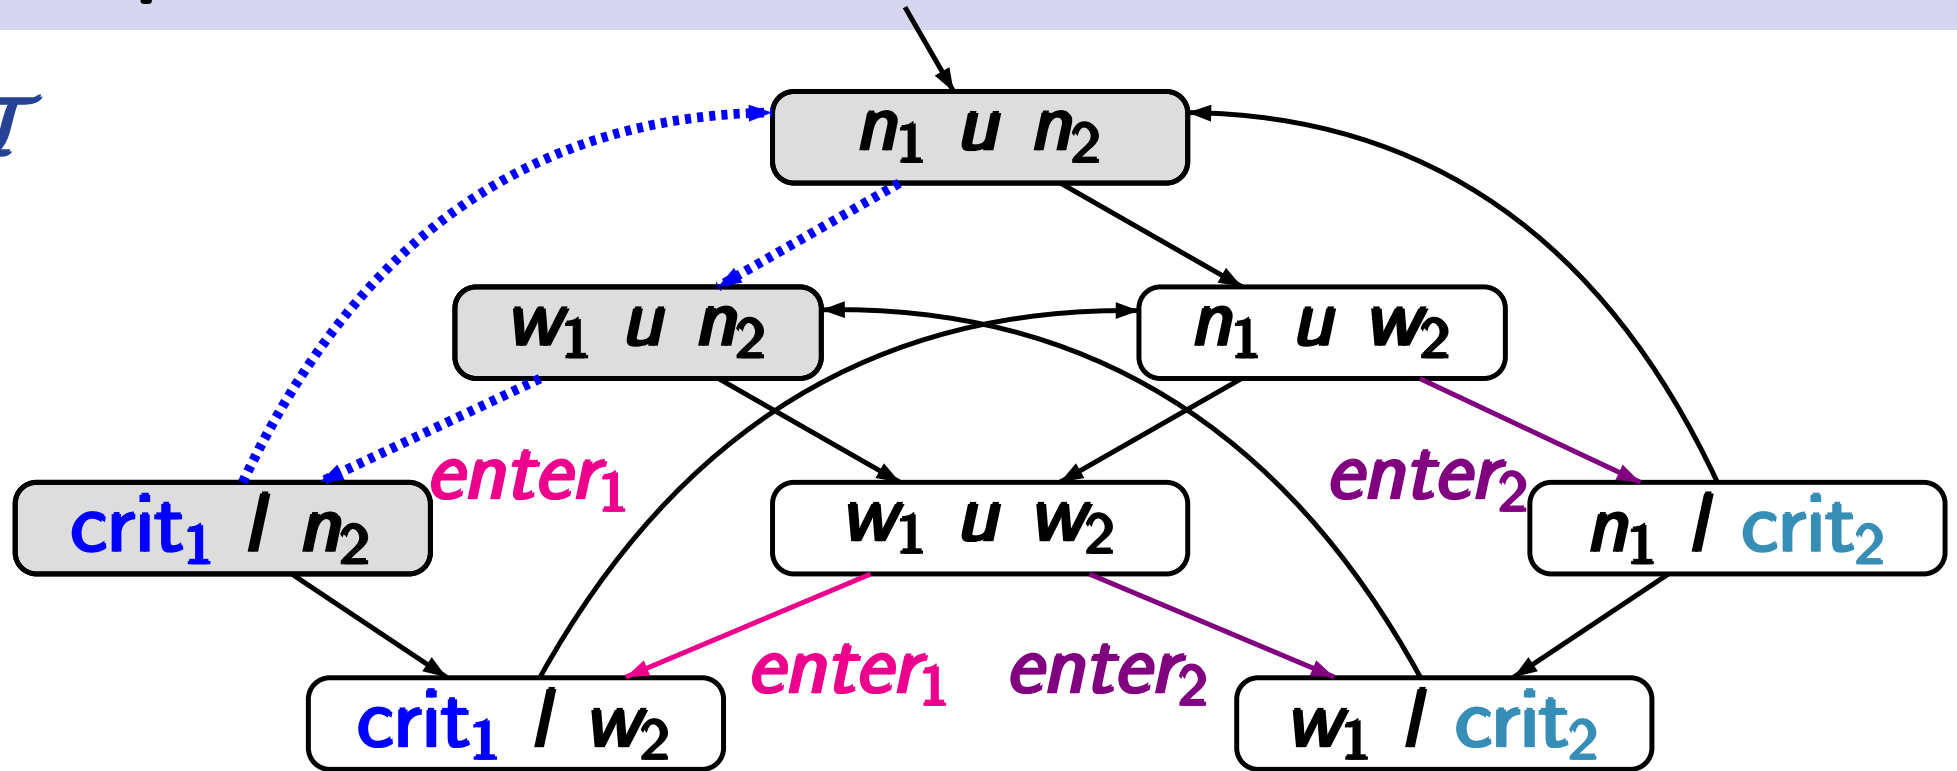 n₁ u n₂
w₁ u n₂
n₁ u w₂
enter₁
enter₂
crit₁ l n₂
w₁ u w₂
n₁ l crit₂
enter₁
enter₂
crit₁ l w₂
w₁ l crit₂